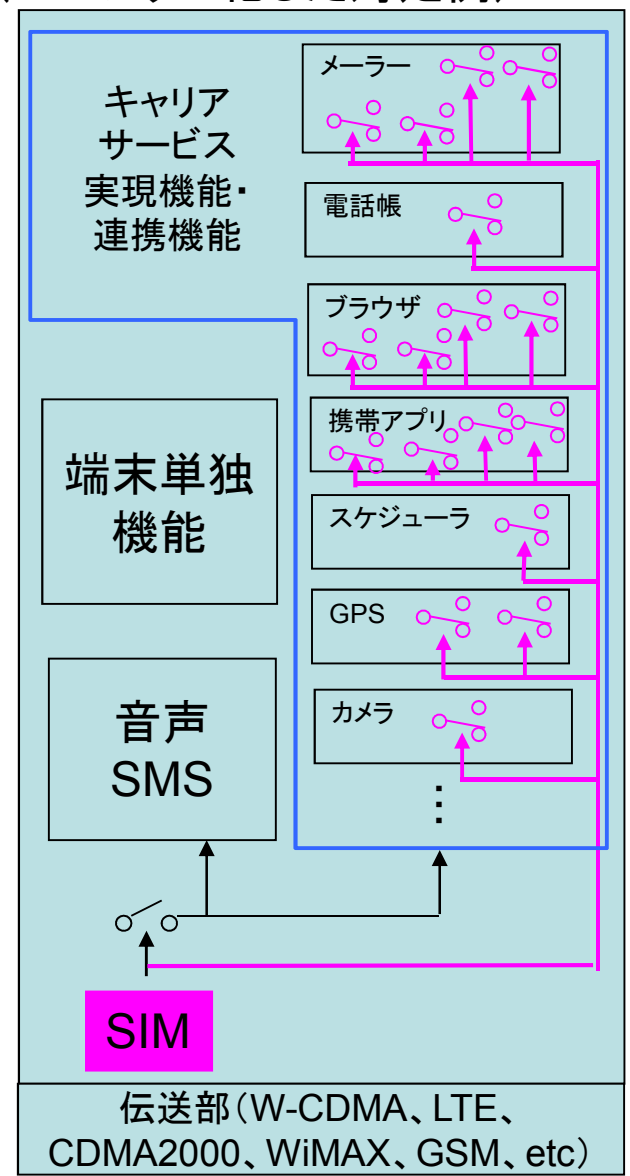 キャリア
サービス
実現機能・
連携機能
メーラー
電話帳
ブラウザ
携帯アプリ
スケジューラ
GPS
カメラ
⋮
端末単独
機能
音声
SMS
SIM
伝送部(W-CDMA、LTE、
CDMA2000、WiMAX、GSM、etc)